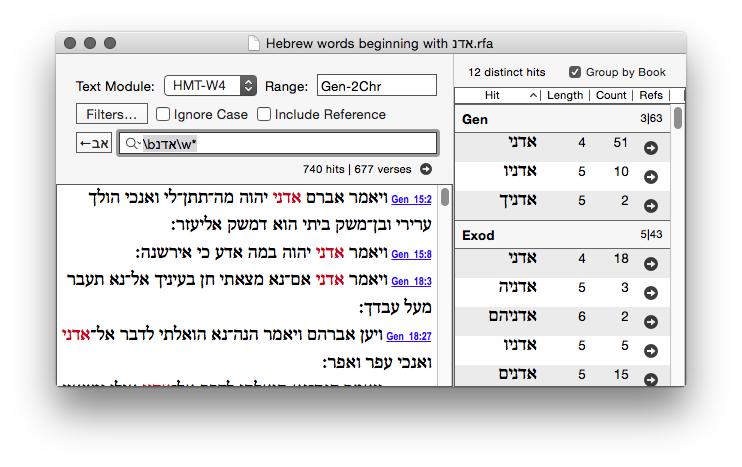 Hebrew words beginning with אדנ.rfa
Text Module: HMT-W4 Range: Gen-2Chr
Filters... Ignore Case Include Reference
←אב \bאדנ\w*
740 hits | 677 verses
Gen 15:2 ויאמר אברם אדני יהוה מה־תתן־לי ואנכי הולך
ערירי ובן־משק ביתי הוא דמשק אליעזר׃
Gen 15:8 ויאמר אדני יהוה במה אדע כי אירשנה׃
Gen 18:3 ויאמר אדני אם־נא מצאתי חן בעיניך אל־נא תעבר
מעל עבדך׃
Gen 18:27 ויען אברהם ויאמר הנה־נא הואלתי לדבר אל־אדני
ואנכי עפר ואפר׃
12 distinct hits Group by Book
Hit Length Count Refs
Gen 3|63
אדני 4 51
אדניו 5 10
אדניך 5 2
Exod 5|43
אדני 4 18
אדניה 5 3
אדניהם 6 2
אדניו 5 5
אדנים 5 15